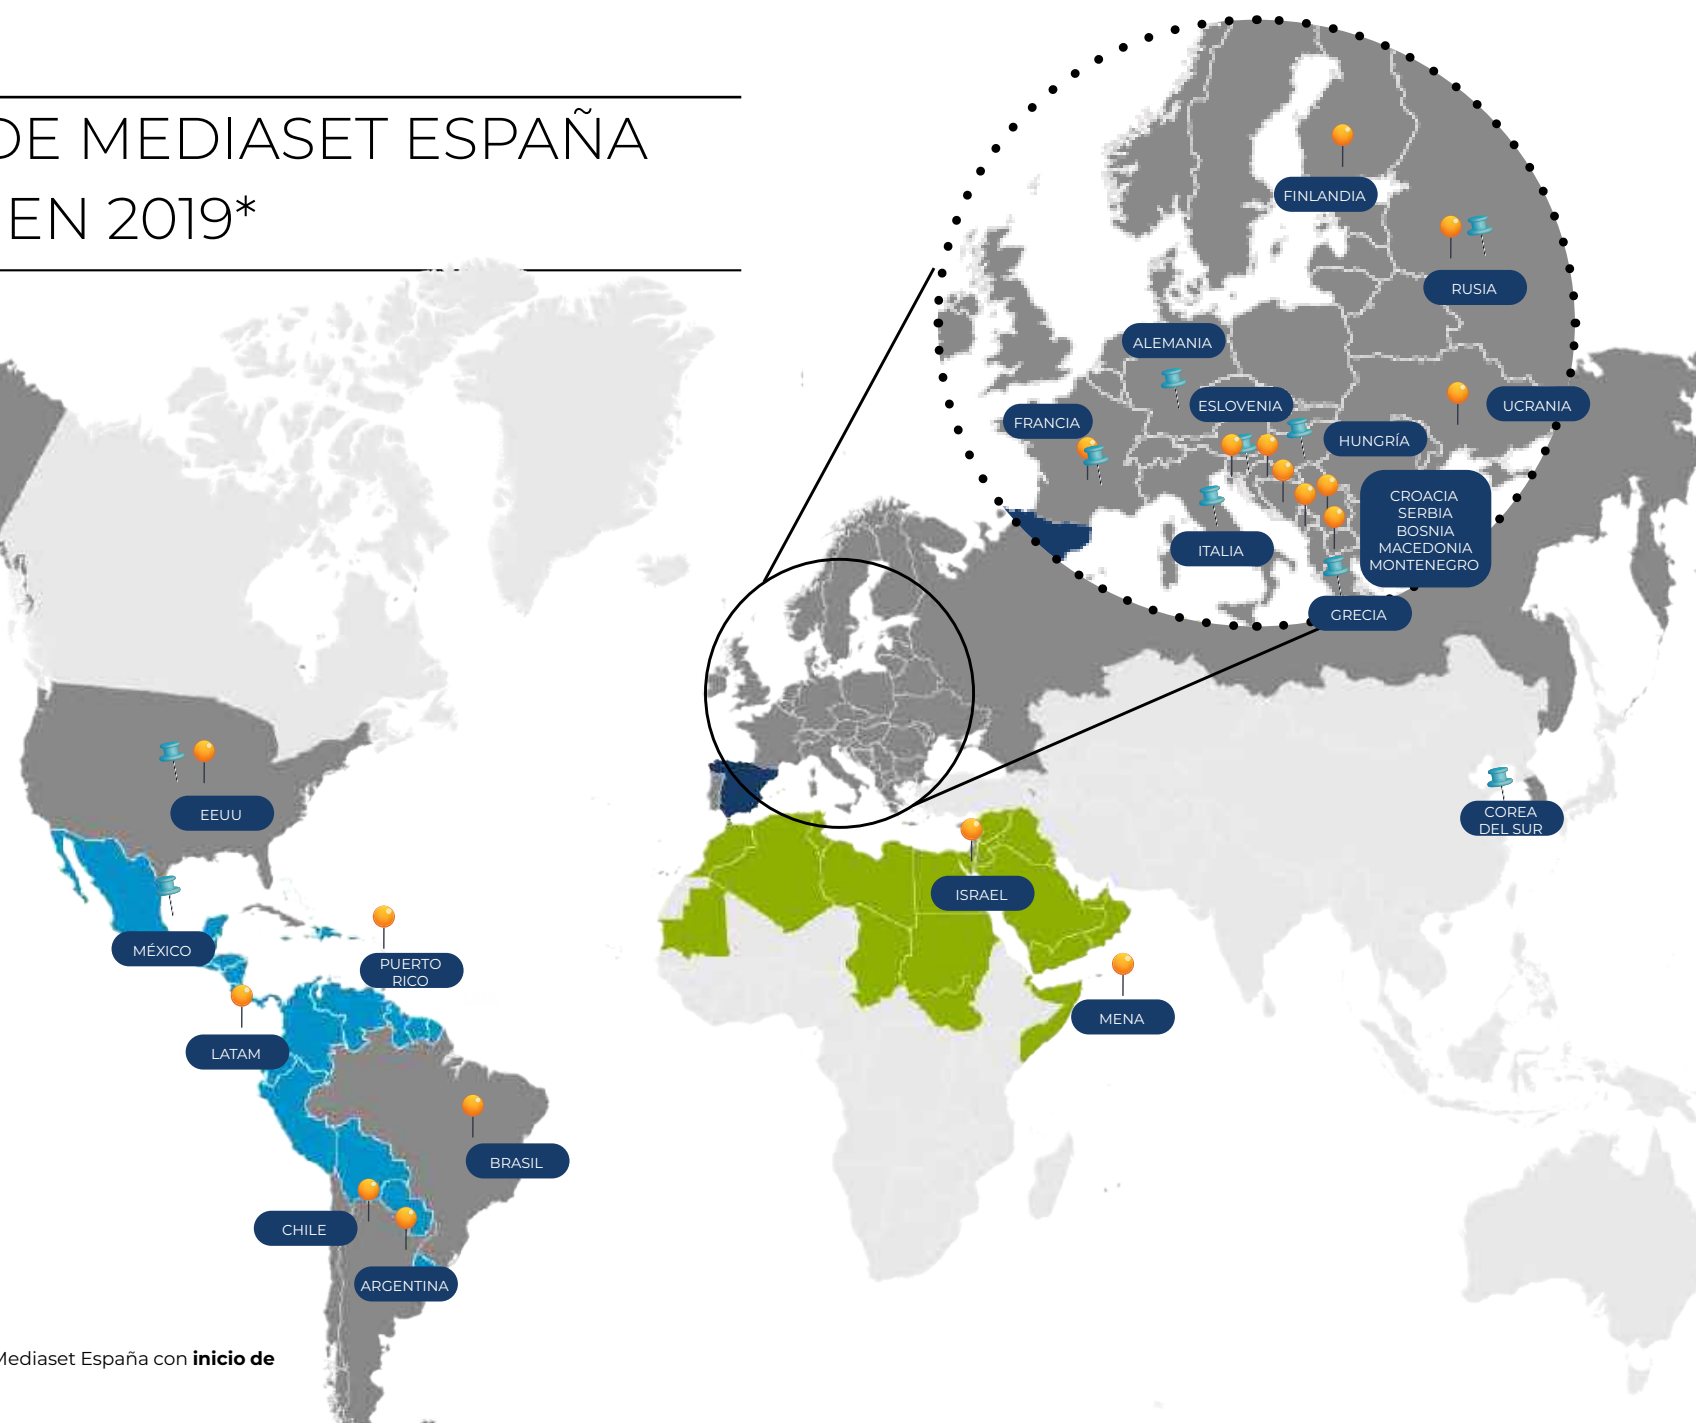 DE MEDIASET ESPAÑA
EN 2019*
FINLANDIA
RUSIA
ALEMANIA
ESLOVENIA
UCRANIA
FRANCIA
HUNGRÍA
CROACIA
SERBIA
BOSNIA
MACEDONIA
MONTENEGRO
ITALIA
GRECIA
EEUU
COREA
DEL SUR
ISRAEL
MÉXICO
PUERTO
RICO
MENA
LATAM
BRASIL
CHILE
ARGENTINA
Mediaset España con inicio de